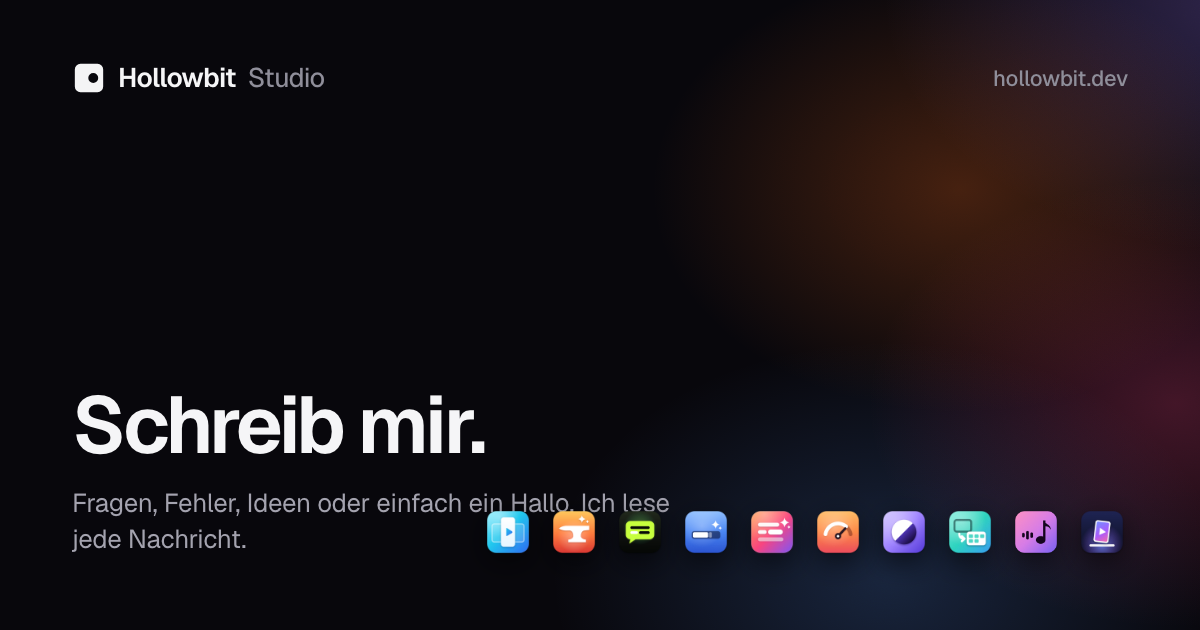 Hollowbit Studio
hollowbit.dev
Schreib mir.
Fragen, Fehler, Ideen oder einfach ein Hallo. Ich lese
jede Nachricht.